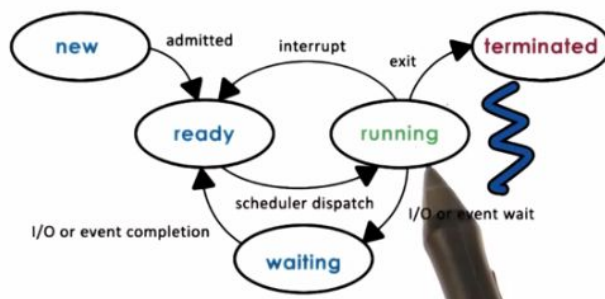 new
admitted
interrupt
exit
terminated
ready
running
scheduler dispatch
I/O or event completion
I/O or event wait
waiting